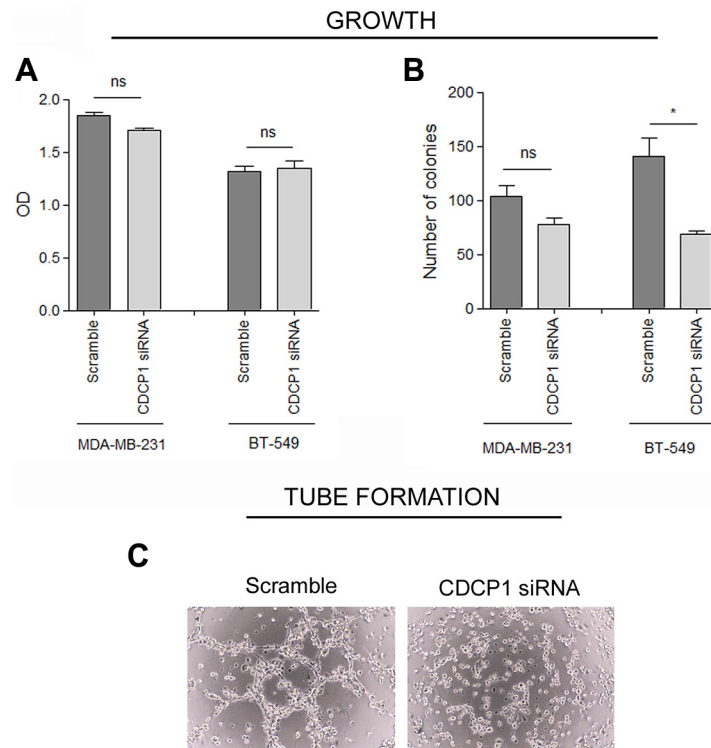 GROWTH
A
ns
ns
2.0
1.5
1.0
0.5
0.0
OD
Scramble
CDCP1 siRNA
Scramble
CDCP1 siRNA
MDA-MB-231
BT-549
B
ns
*
200
150
100
50
0
Number of colonies
Scramble
CDCP1 siRNA
Scramble
CDCP1 siRNA
MDA-MB-231
BT-549
TUBE FORMATION
C
Scramble
CDCP1 siRNA